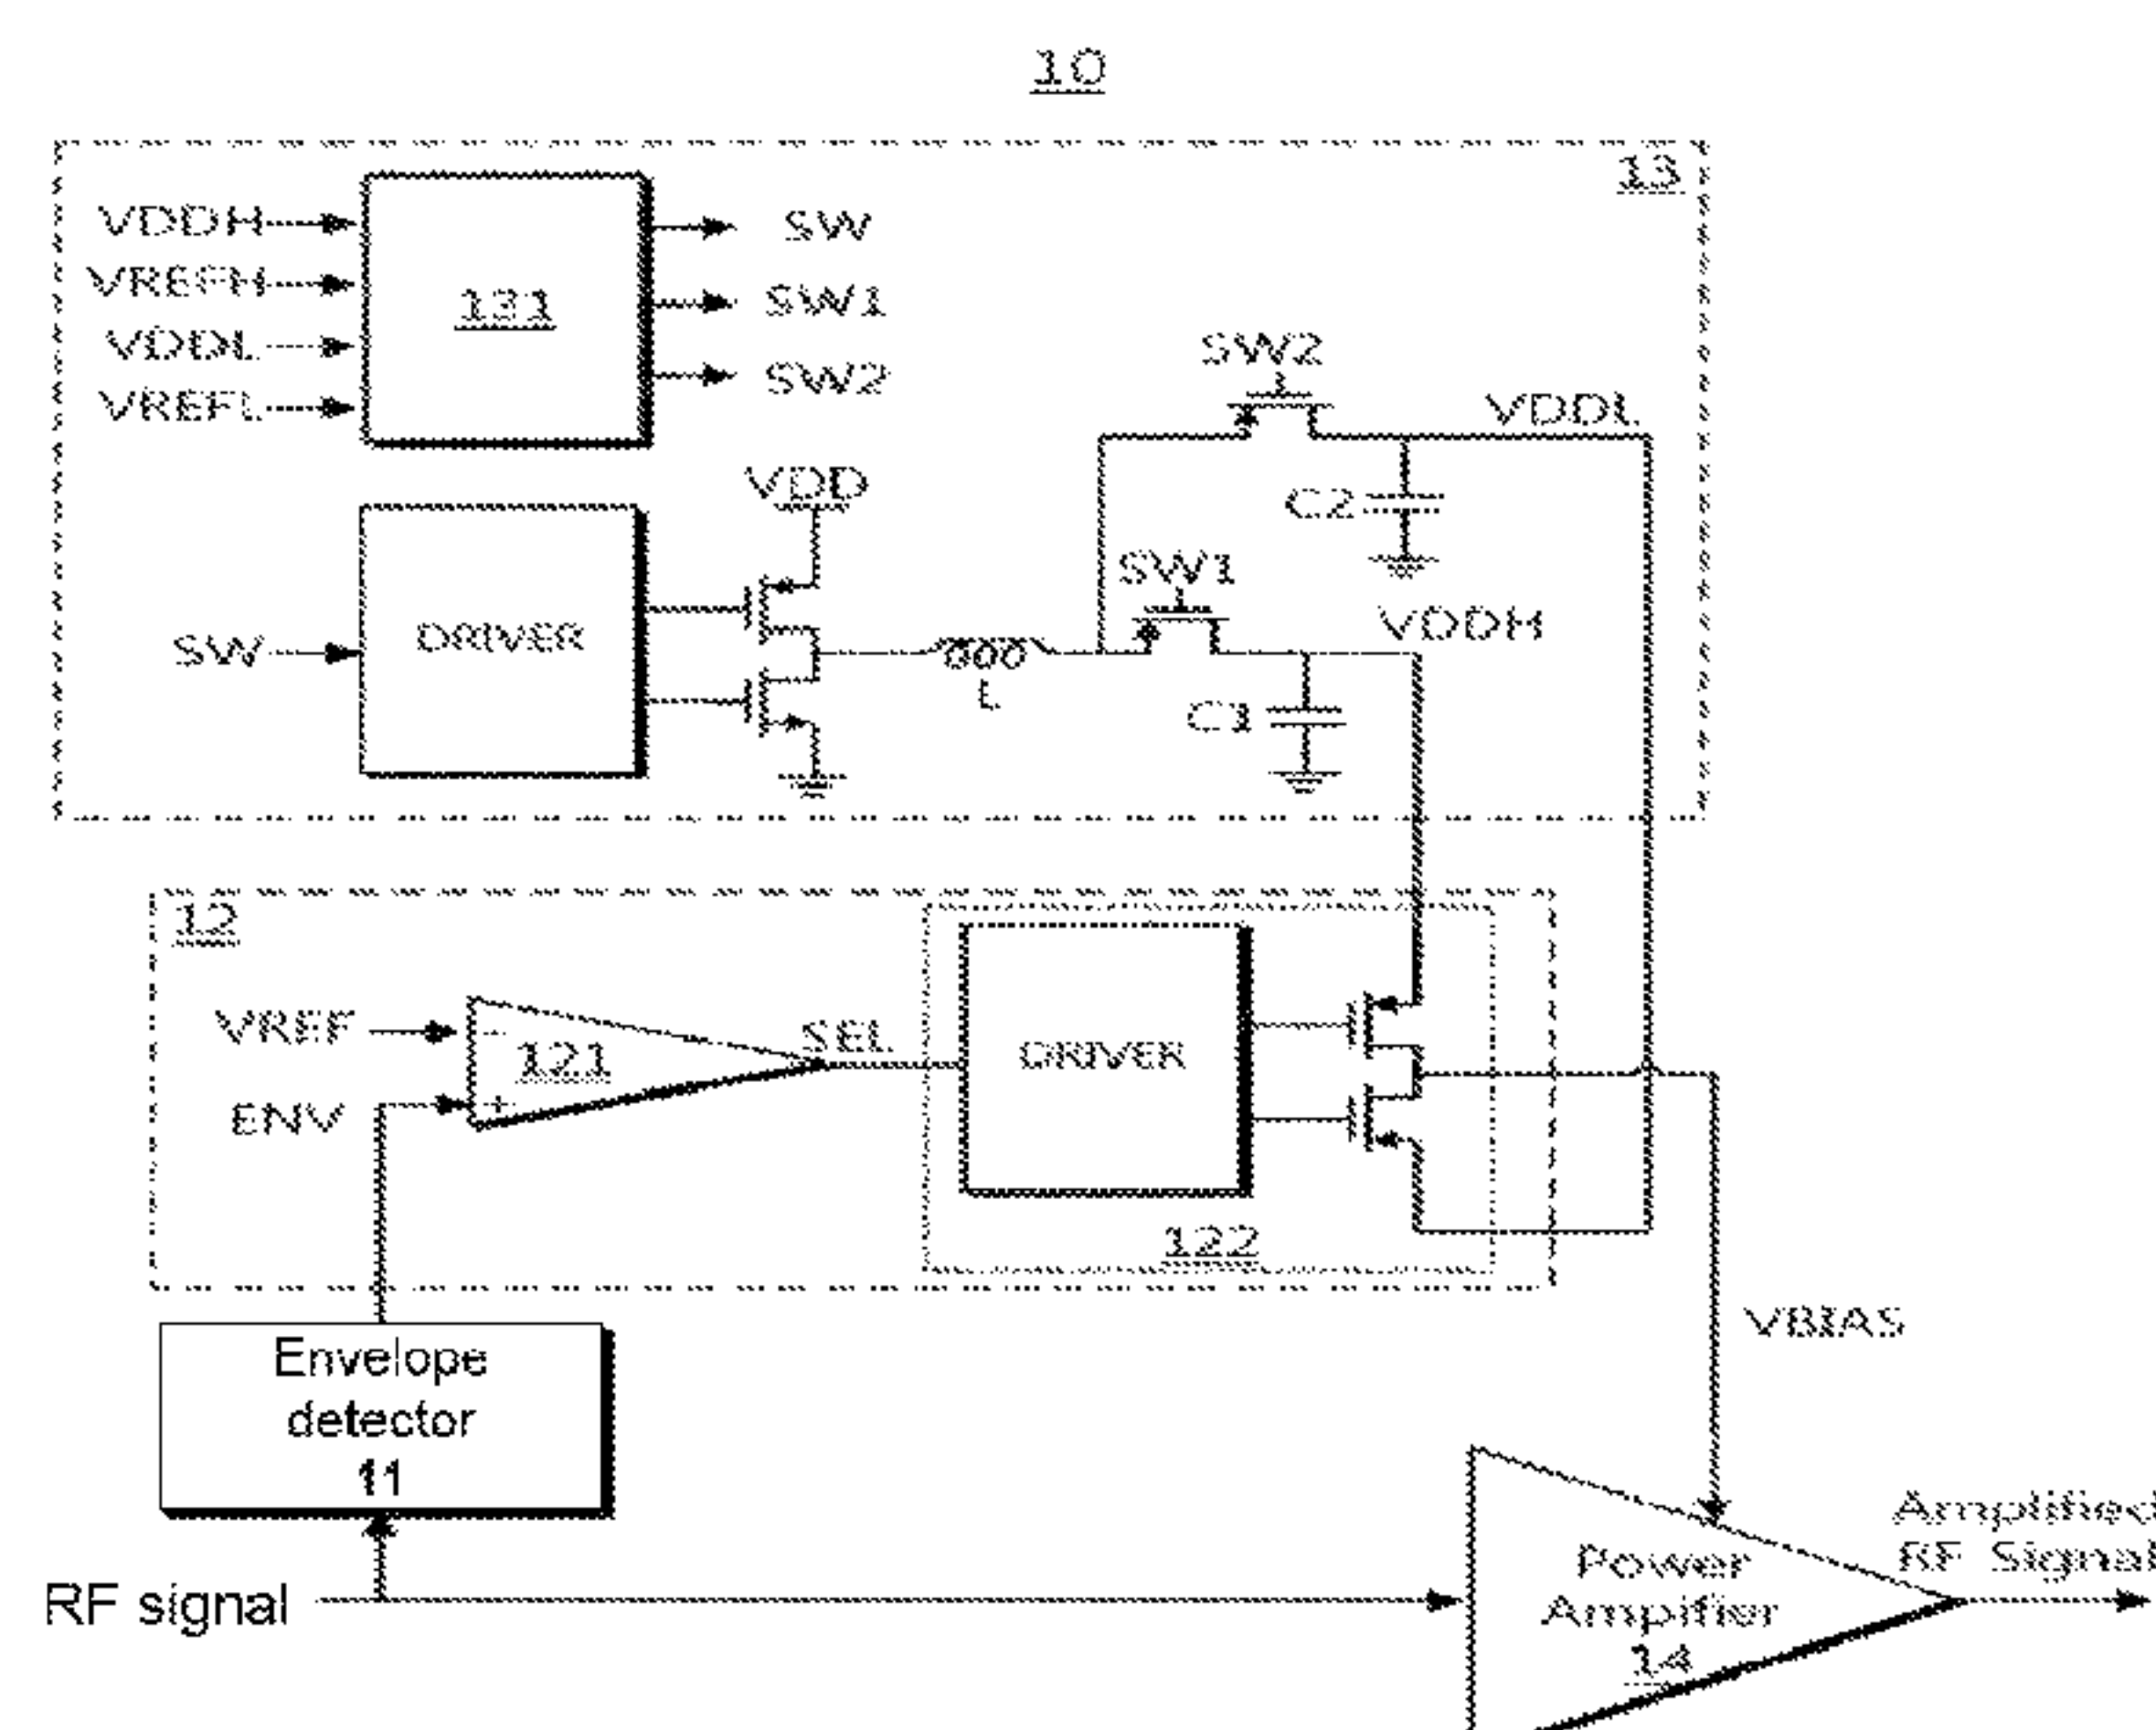 10
13
VDDH
VREFH
VDDL
VREFL
131
SW
SW1
SW2
SW2
VDDL
C2
VDD
SW
DRIVER
L
SW1
VDDH
C1
12
VREF
ENV
-
+
121
SEL
DRIVER
122
VBIAS
Envelope
detector
11
RF signal
Power
Amplifier
14
Amplified
RF Signal